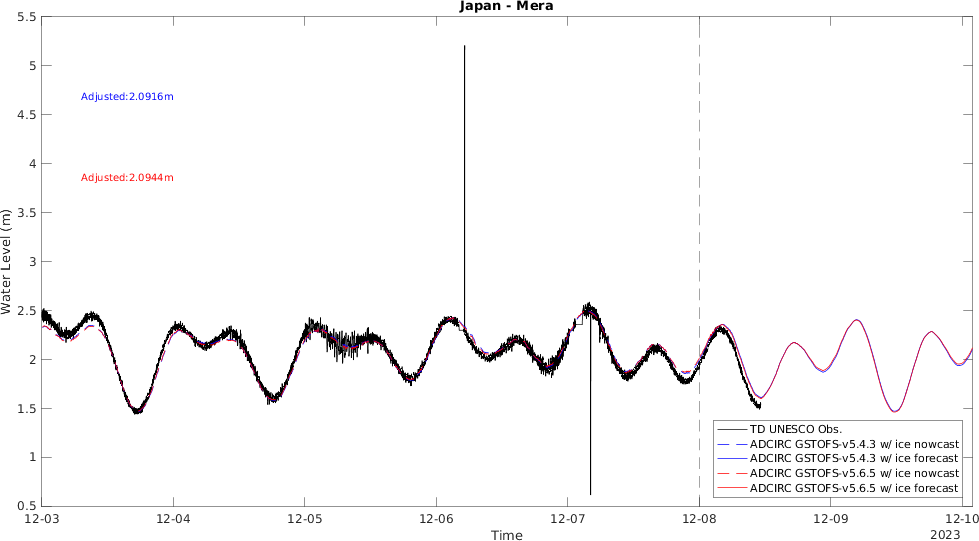 Japan - Mera
5.5
5
4.5
4
3.5
3
2.5
2
1.5
1
0.5
Water Level (m)
Adjusted:2.0916m
Adjusted:2.0944m
TD UNESCO Obs.
ADCIRC GSTOFS-v5.4.3 w/ ice nowcast
ADCIRC GSTOFS-v5.4.3 w/ ice forecast
ADCIRC GSTOFS-v5.6.5 w/ ice nowcast
ADCIRC GSTOFS-v5.6.5 w/ ice forecast
12-03 12-04 12-05 12-06 12-07 12-08 12-09 12-10
Time
2023